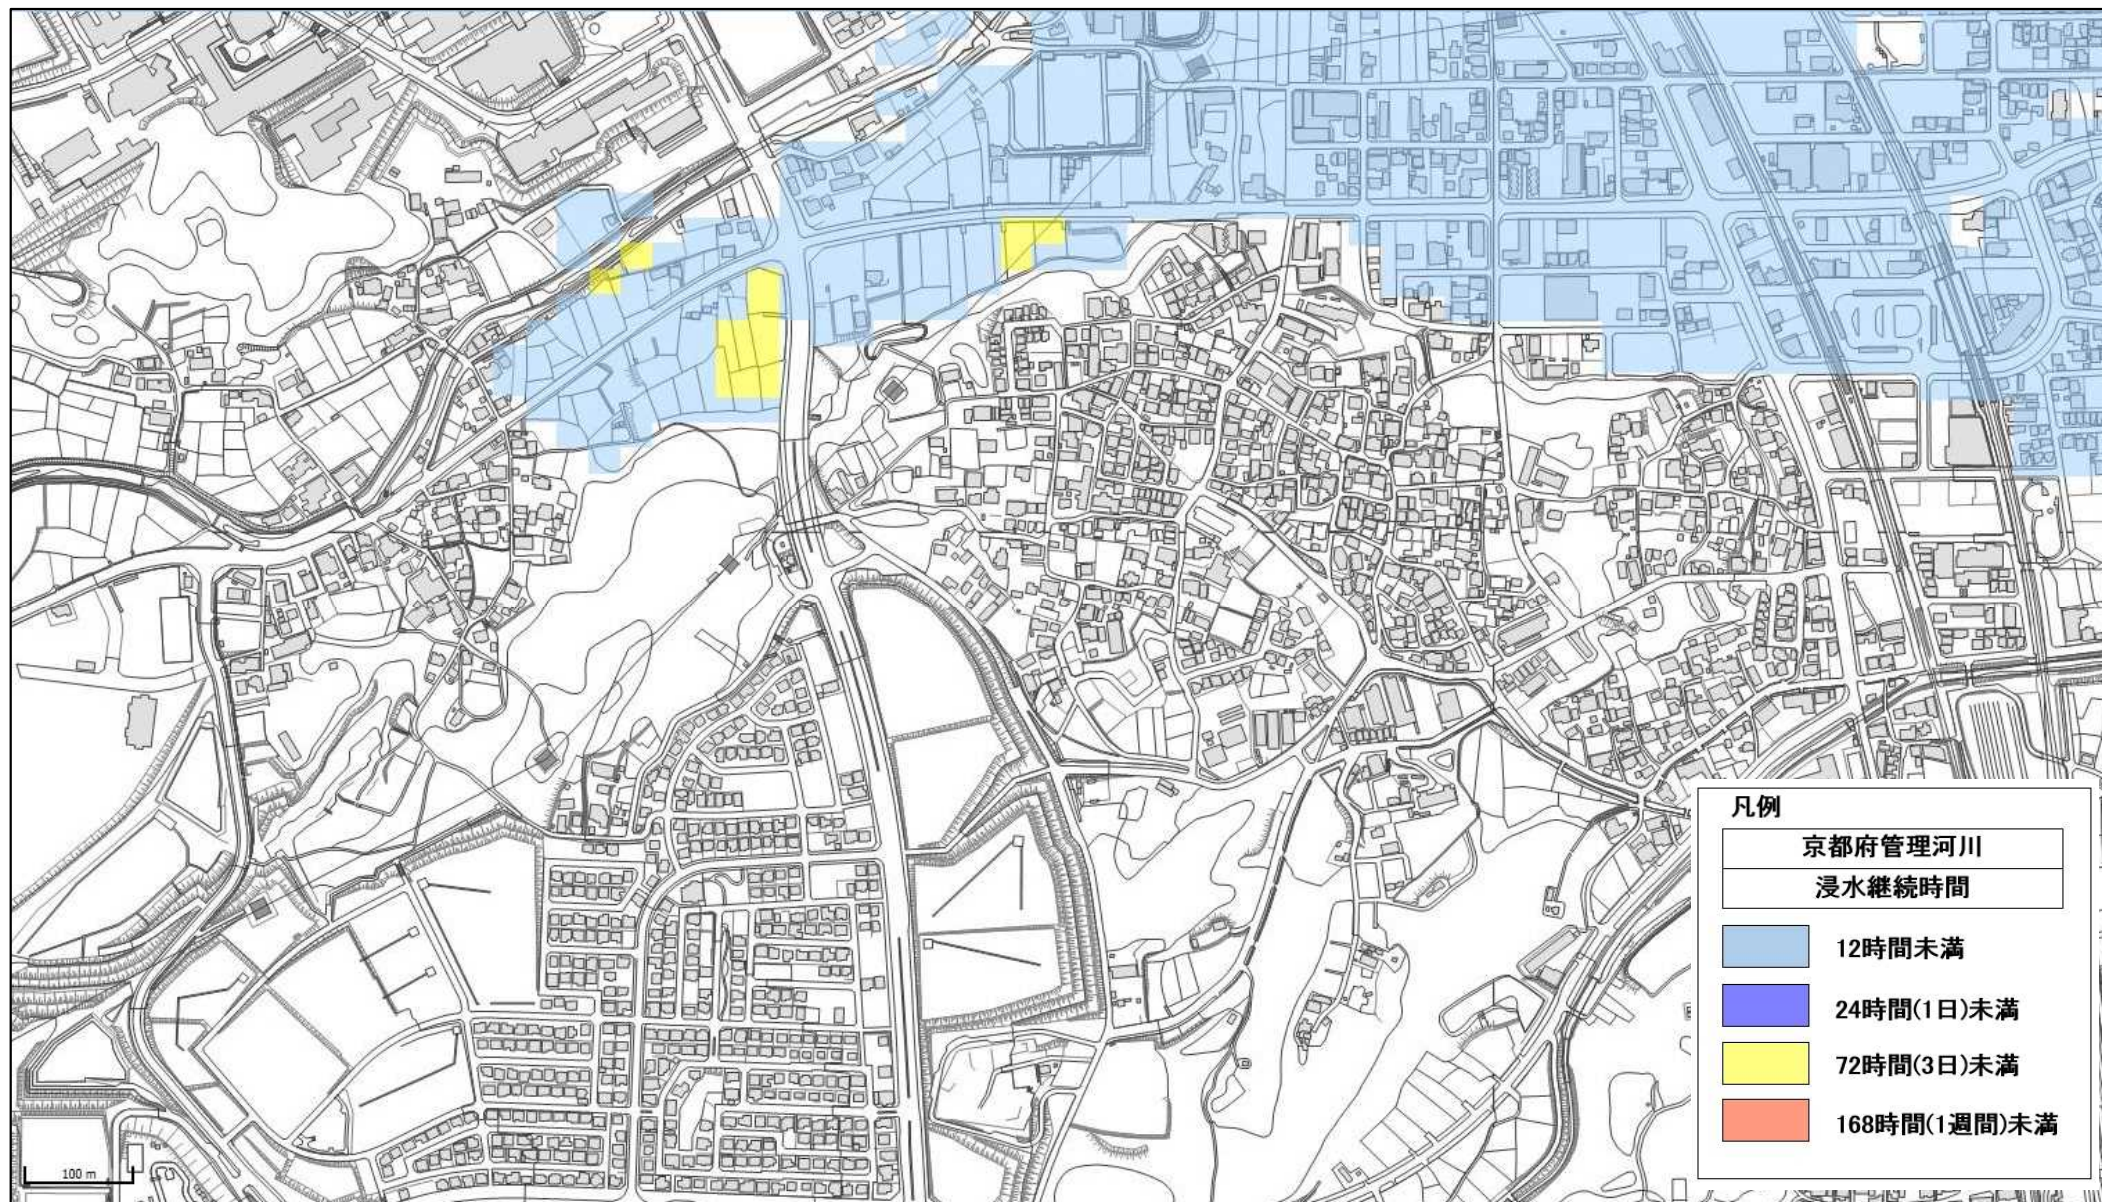 凡例
京都府管理河川
浸水継続時間
12時間未満
24時間(1日)未満
72時間(3日)未満
168時間(1週間)未満
100 m